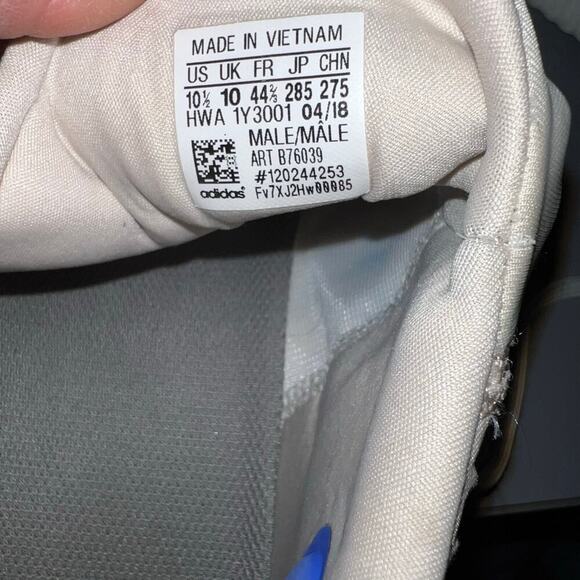 MADE IN VIETNAM
US UK FR JP CHN
10½ 10 44⅔ 285 275
HWA 1Y3001 04/18
MALE/MÂLE
ART B76039
#120244253
adidas Fv7XJ2Hw00085